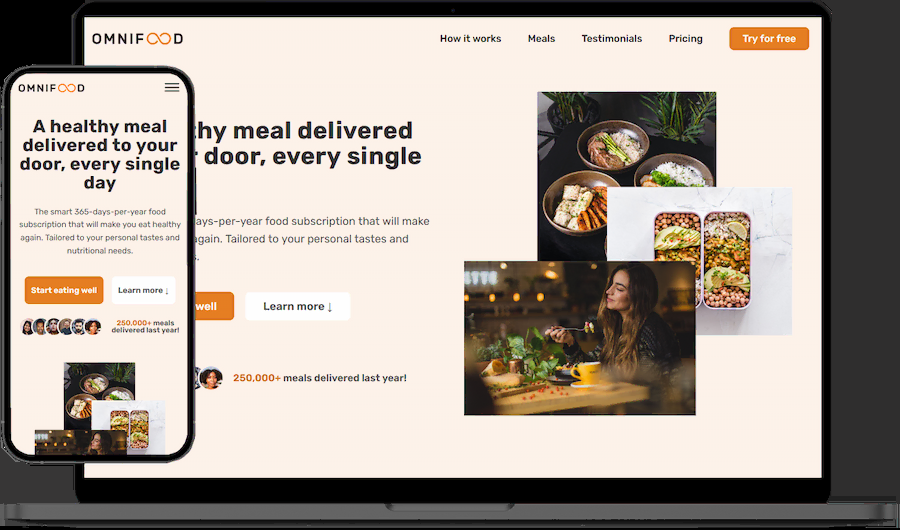 OMNIFOOD
How it works Meals Testimonials Pricing Try for free
thy meal delivered
r door, every single
ays-per-year food subscription that will make
again. Tailored to your personal tastes and
s.
well Learn more ↓
250,000+ meals delivered last year!
OMNIFOOD
A healthy meal
delivered to your
door, every single
day
The smart 365-days-per-year food
subscription that will make you eat healthy
again. Tailored to your personal tastes and
nutritional needs.
Start eating well Learn more ↓
250.000+ meals
delivered last year!